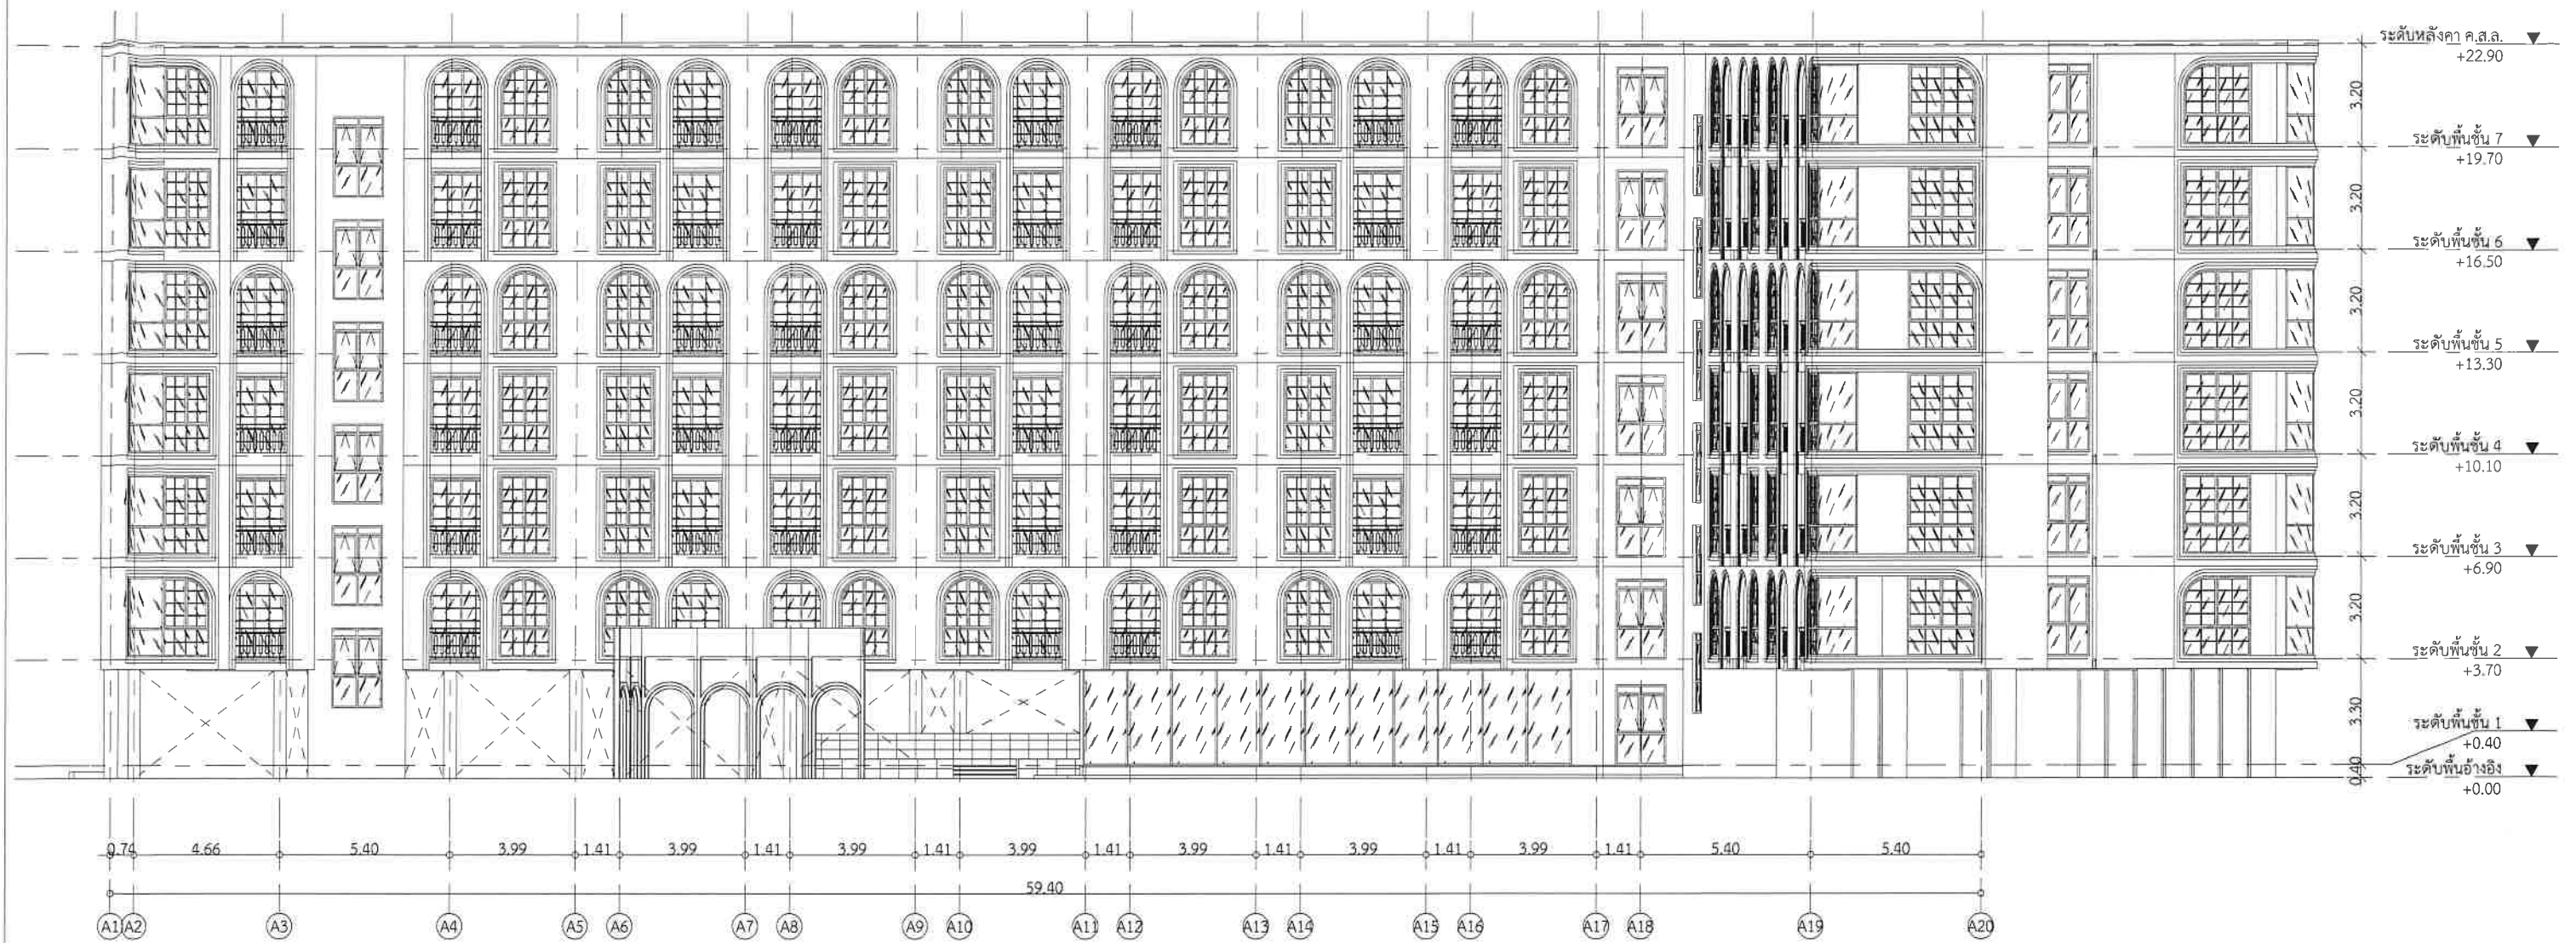 ระดับหลังคา ค.ส.ล.
+22.90
3.20
ระดับพื้นชั้น 7
+19.70
3.20
ระดับพื้นชั้น 6
+16.50
3.20
ระดับพื้นชั้น 5
+13.30
3.20
ระดับพื้นชั้น 4
+10.10
3.20
ระดับพื้นชั้น 3
+6.90
3.20
ระดับพื้นชั้น 2
+3.70
3.30
ระดับพื้นชั้น 1
+0.40
0.40
ระดับพื้นอ้างอิง
+0.00
0.74 4.66 5.40 3.99 1.41 3.99 1.41 3.99 1.41 3.99 1.41 3.99 1.41 3.99 1.41 3.99 1.41 5.40 5.40
59.40
A1 A2 A3 A4 A5 A6 A7 A8 A9 A10 A11 A12 A13 A14 A15 A16 A17 A18 A19 A20